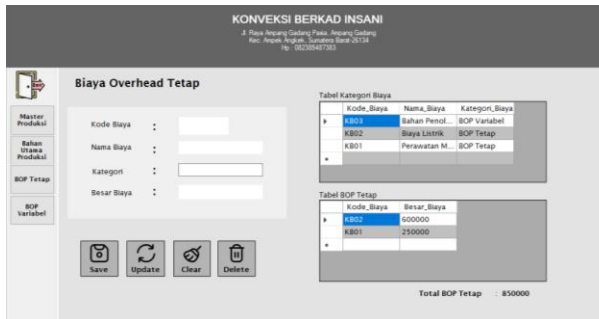 KONVEKSI BERKAD INSANI
Jl. Raya Ampang Gadang Pasia, Ampang Gadang
Kec. Ampek Angkek, Sumatera Barat 26134
Hp : 082385487383
Biaya Overhead Tetap
Master
Produksi
Bahan
Utama
Produksi
BOP Tetap
BOP
Variabel
Kode Biaya :
Nama Biaya :
Kategori :
Besar Biaya :
Save Update Clear Delete
Tabel Kategori Biaya
Kode_Biaya Nama_Biaya Kategori_Biaya
KB03 Bahan Penol... BOP Variabel
KB02 Biaya Listrik BOP Tetap
KB01 Perawatan M... BOP Tetap
Tabel BOP Tetap
Kode_Biaya Besar_Biaya
KB02 600000
KB01 250000
Total BOP Tetap : 850000